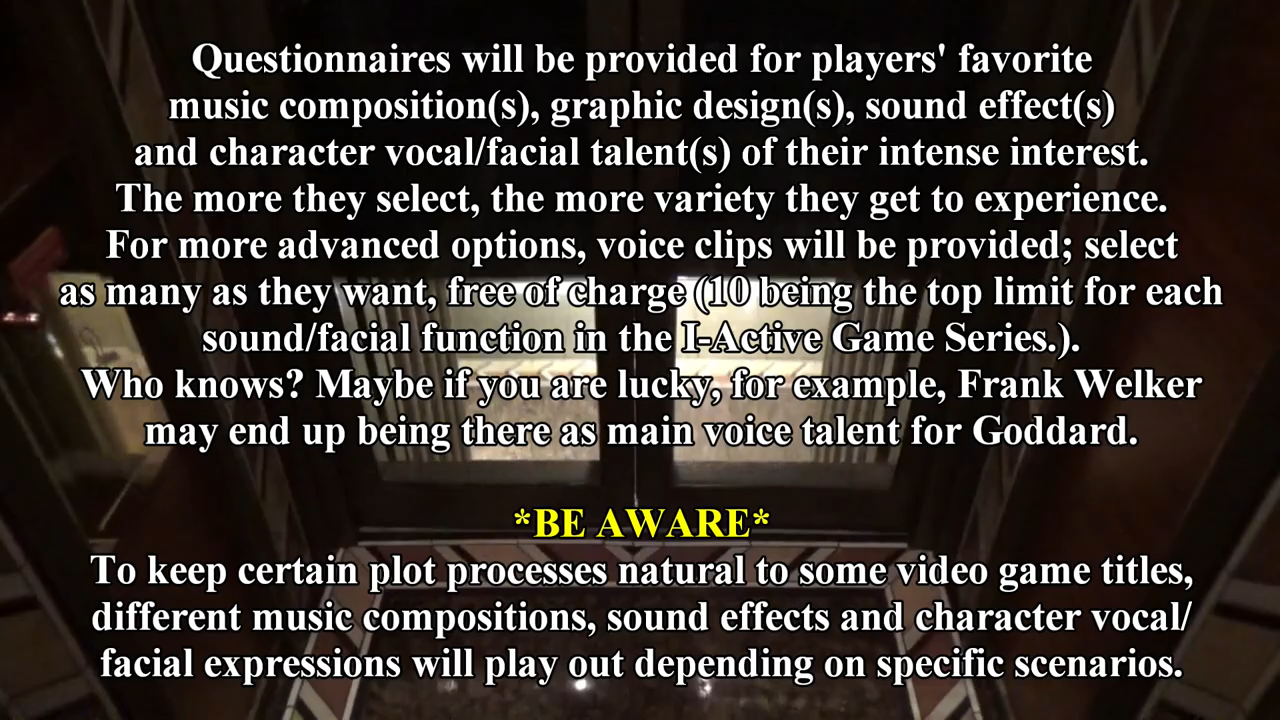 Questionnaires will be provided for players' favorite
music composition(s), graphic design(s), sound effect(s)
and character vocal/facial talent(s) of their intense interest.
The more they select, the more variety they get to experience.
For more advanced options, voice clips will be provided; select
as many as they want, free of charge (10 being the top limit for each
sound/facial function in the I-Active Game Series.).
Who knows? Maybe if you are lucky, for example, Frank Welker
may end up being there as main voice talent for Goddard.
*BE AWARE*
To keep certain plot processes natural to some video game titles,
different music compositions, sound effects and character vocal/
facial expressions will play out depending on specific scenarios.